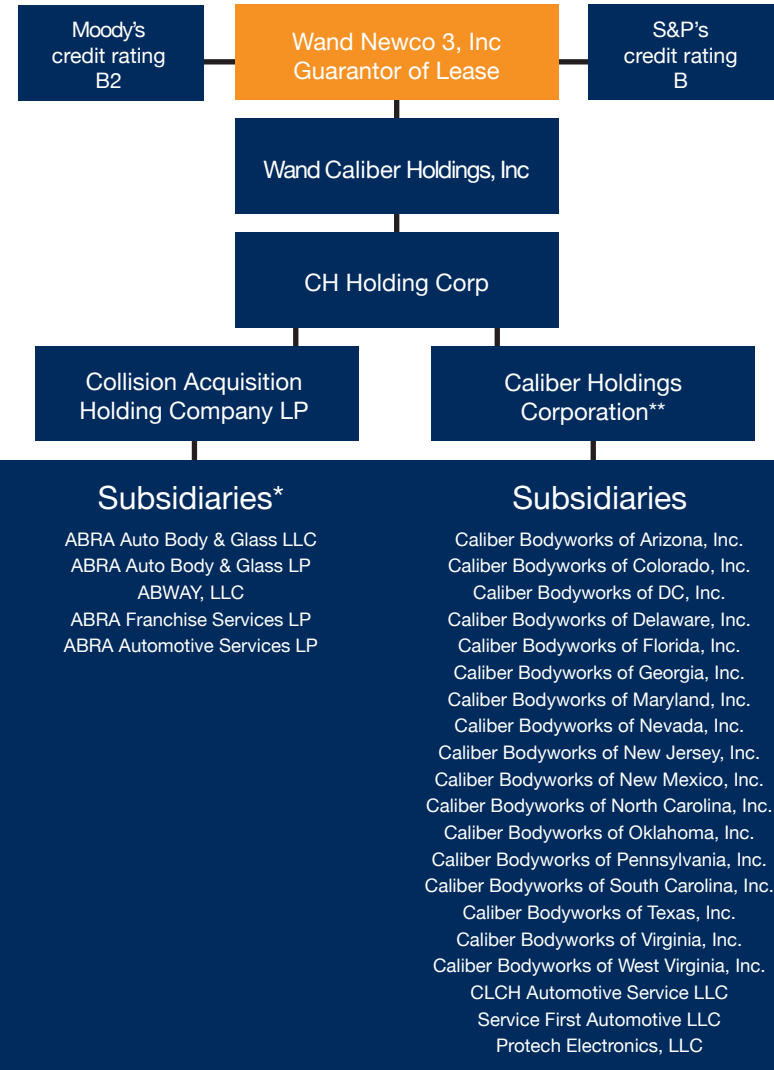 Moody's
credit rating
B2
Wand Newco 3, Inc
Guarantor of Lease
S&P's
credit rating
B
Wand Caliber Holdings, Inc
CH Holding Corp
Collision Acquisition
Holding Company LP
Caliber Holdings
Corporation**
Subsidiaries*
ABRA Auto Body & Glass LLC
ABRA Auto Body & Glass LP
ABWAY, LLC
ABRA Franchise Services LP
ABRA Automotive Services LP
Subsidiaries
Caliber Bodyworks of Arizona, Inc.
Caliber Bodyworks of Colorado, Inc.
Caliber Bodyworks of DC, Inc.
Caliber Bodyworks of Delaware, Inc.
Caliber Bodyworks of Florida, Inc.
Caliber Bodyworks of Georgia, Inc.
Caliber Bodyworks of Maryland, Inc.
Caliber Bodyworks of Nevada, Inc.
Caliber Bodyworks of New Jersey, Inc.
Caliber Bodyworks of New Mexico, Inc.
Caliber Bodyworks of North Carolina, Inc.
Caliber Bodyworks of Oklahoma, Inc.
Caliber Bodyworks of Pennsylvania, Inc.
Caliber Bodyworks of South Carolina, Inc.
Caliber Bodyworks of Texas, Inc.
Caliber Bodyworks of Virginia, Inc.
Caliber Bodyworks of West Virginia, Inc.
CLCH Automotive Service LLC
Service First Automotive LLC
Protech Electronics, LLC